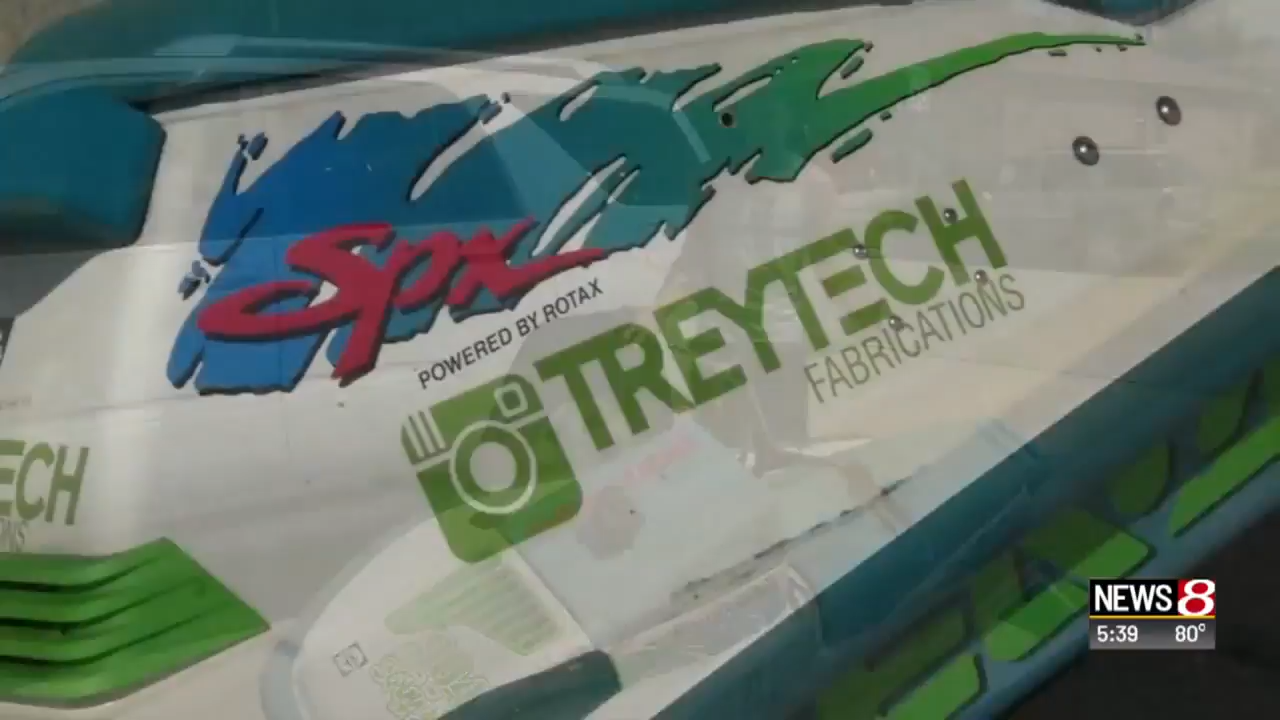 Spx
POWERED BY ROTAX
TREYTECH
FABRICATIONS
ECH
NEWS 8
5:39 80°